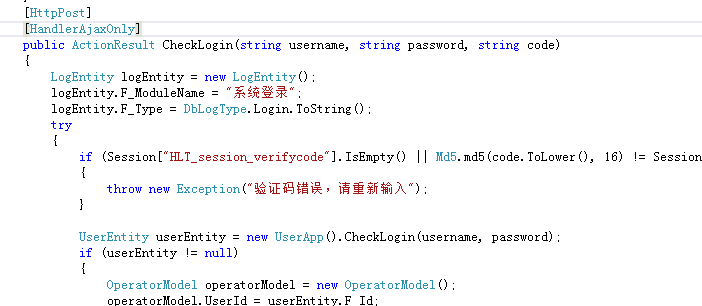 [HttpPost]
[HandlerAjaxOnly]
public ActionResult CheckLogin(string username, string password, string code)
{
LogEntity logEntity = new LogEntity();
logEntity.F_ModuleName = "系统登录";
logEntity.F_Type = DbLogType.Login.ToString();
try
{
if (Session["HLT_session_verifycode"].IsEmpty() || Md5.md5(code.ToLower(), 16) != Session
{
throw new Exception("验证码错误，请重新输入");
}
UserEntity userEntity = new UserApp().CheckLogin(username, password);
if (userEntity != null)
{
OperatorModel operatorModel = new OperatorModel();
operatorModel.UserId = userEntity.F_Id;